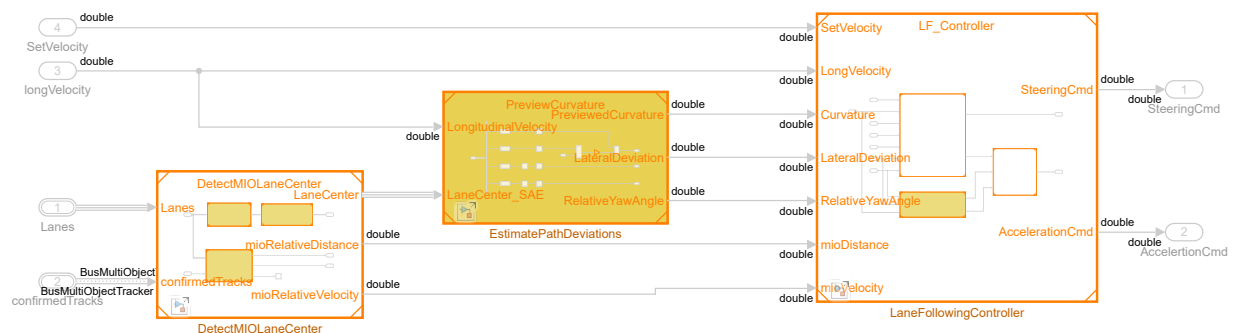 double
4
SetVelocity
double
SetVelocity
LF_Controller
double
3
longVelocity
double
LongVelocity
double
SteeringCmd
double
double
1
SteeringCmd
PreviewCurvature
PreviewedCurvature
double
LongitudinalVelocity
double
Curvature
double
LateralDeviation
double
LateralDeviation
double
DetectMIOLaneCenter
LaneCenter
LaneCenter_SAE
RelativeYawAngle
double
RelativeYawAngle
double
1
Lanes
Lanes
EstimatePathDeviations
mioRelativeDistance
double
mioDistance
double
AccelerationCmd
double
double
2
AccelertionCmd
BusMultiObject
2
confirmedTracks
BusMultiObjectTracker
confirmedTracks
mioRelativeVelocity
double
mioVelocity
double
DetectMIOLaneCenter
LaneFollowingController